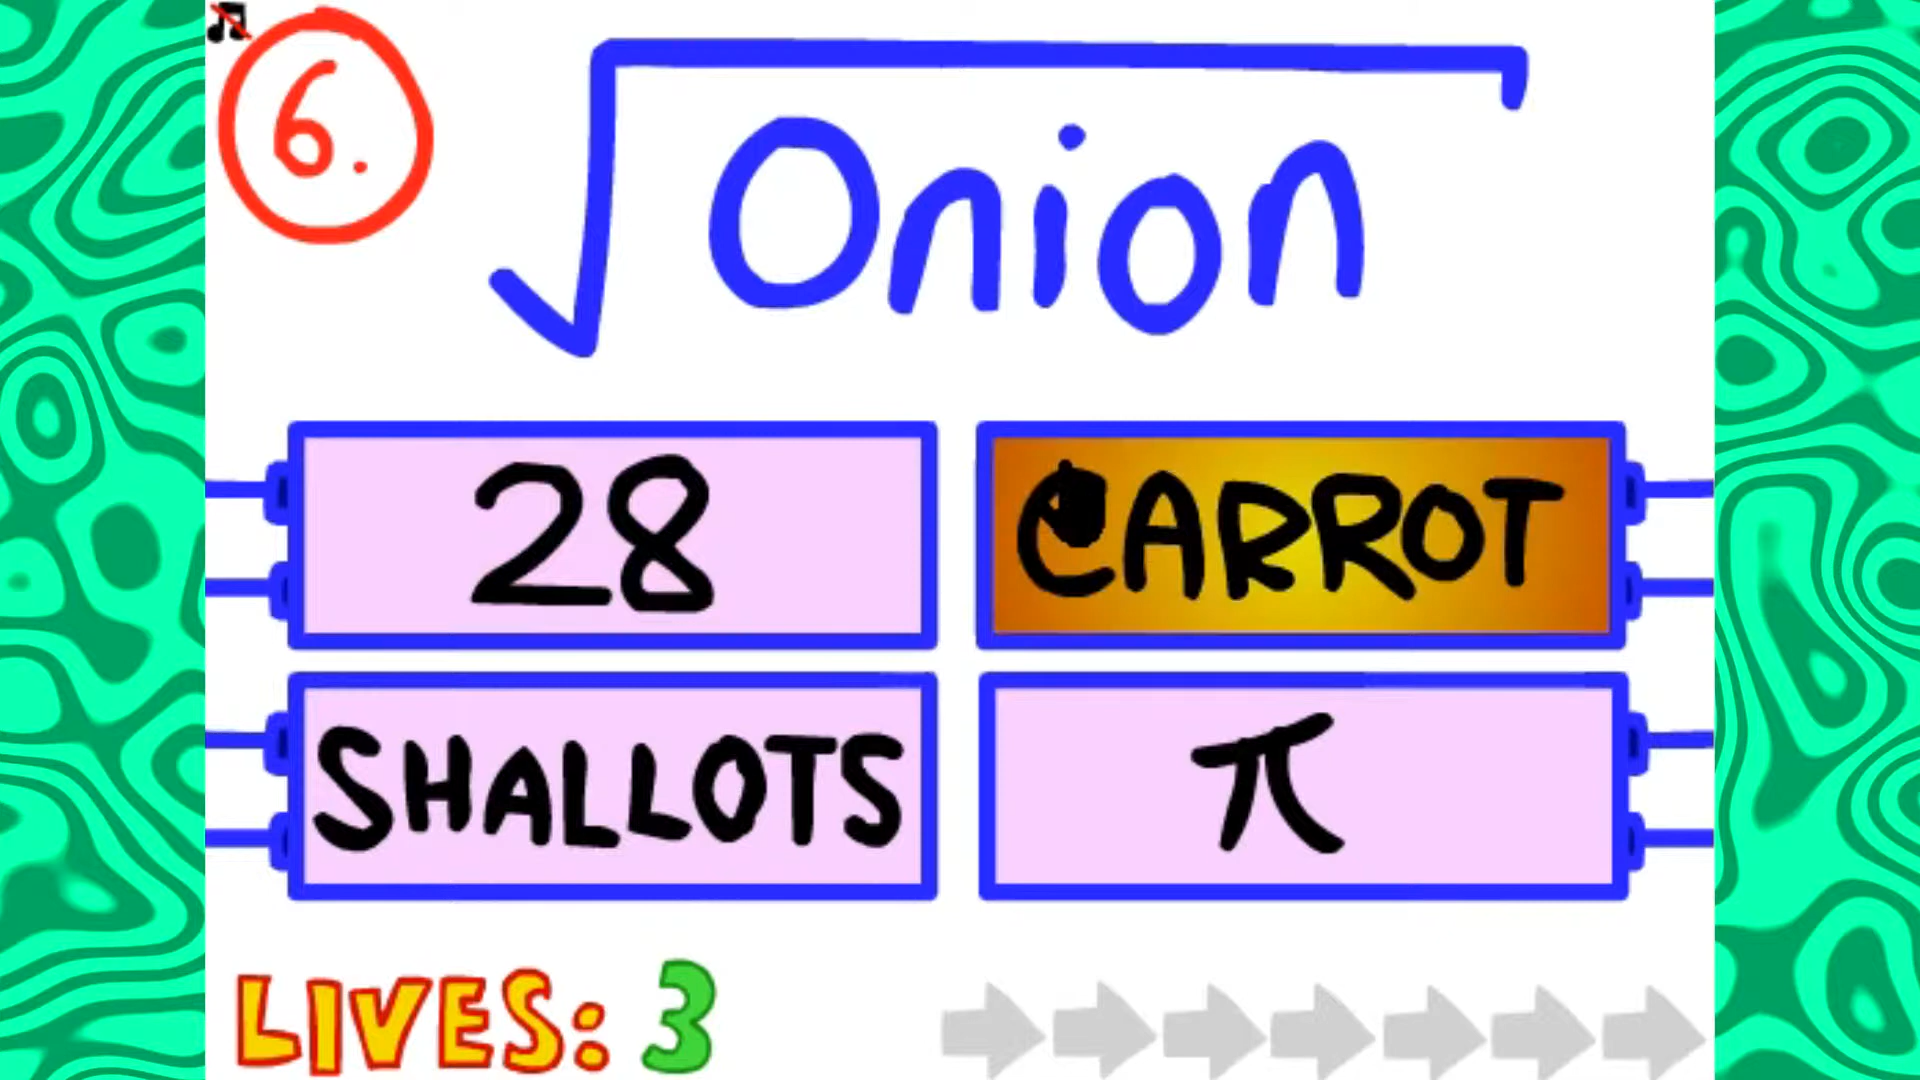 6.
√Onion
28
CARROT
SHALLOTS
π
LIVES: 3